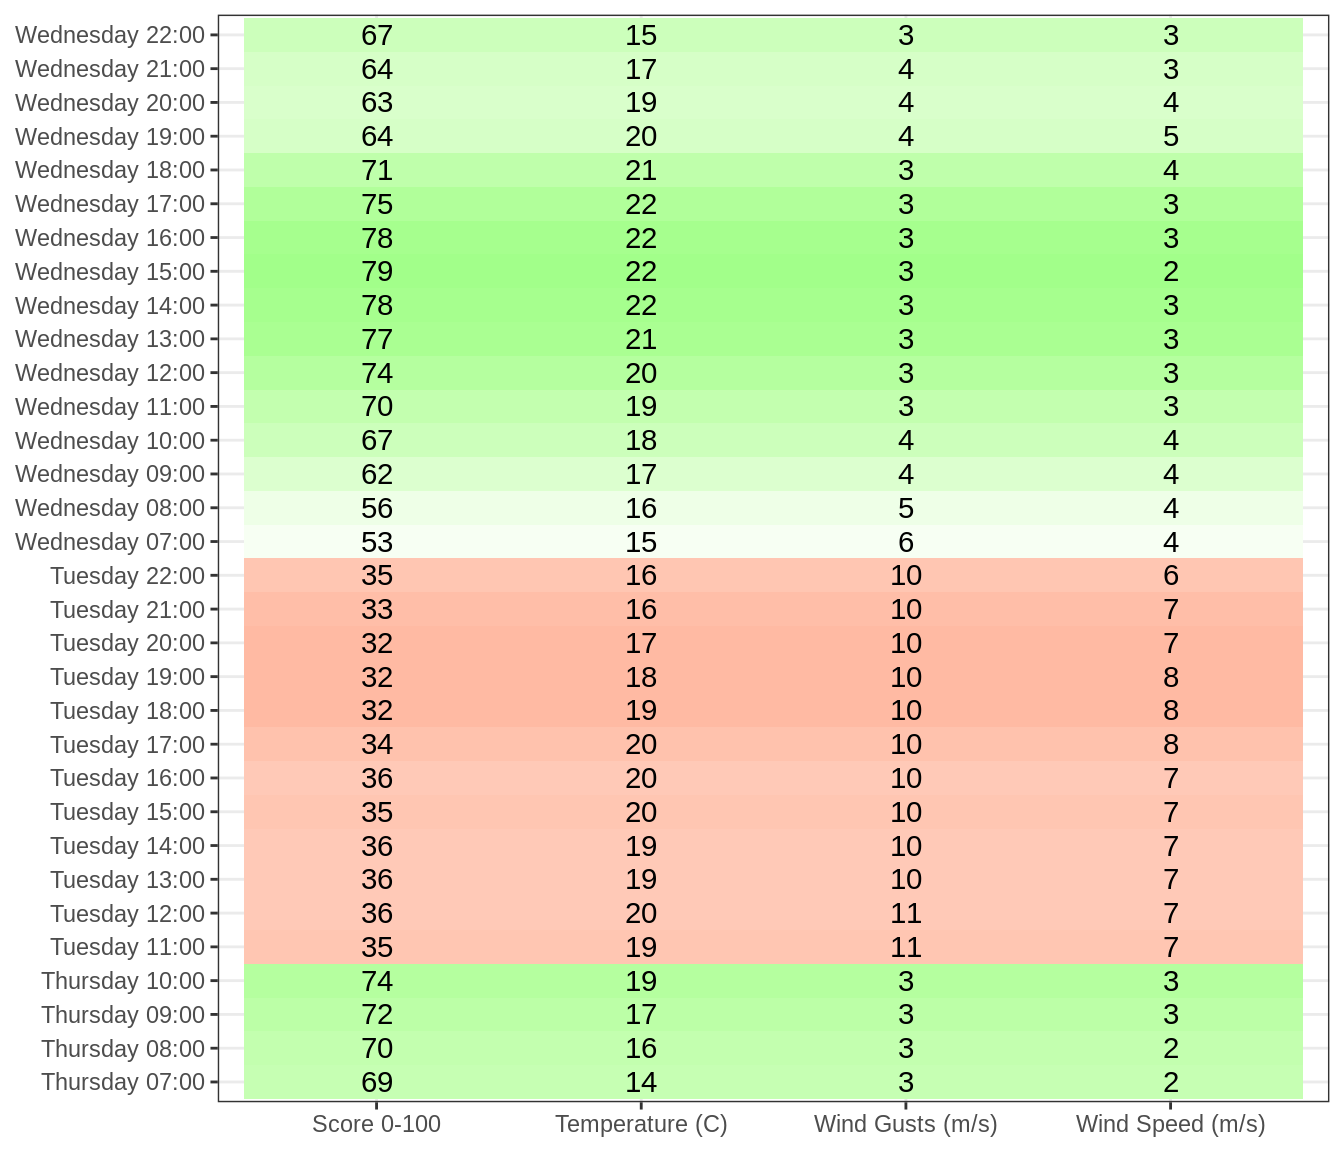 Wednesday 22:00 67 15 3 3
Wednesday 21:00 64 17 4 3
Wednesday 20:00 63 19 4 4
Wednesday 19:00 64 20 4 5
Wednesday 18:00 71 21 3 4
Wednesday 17:00 75 22 3 3
Wednesday 16:00 78 22 3 3
Wednesday 15:00 79 22 3 2
Wednesday 14:00 78 22 3 3
Wednesday 13:00 77 21 3 3
Wednesday 12:00 74 20 3 3
Wednesday 11:00 70 19 3 3
Wednesday 10:00 67 18 4 4
Wednesday 09:00 62 17 4 4
Wednesday 08:00 56 16 5 4
Wednesday 07:00 53 15 6 4
Tuesday 22:00 35 16 10 6
Tuesday 21:00 33 16 10 7
Tuesday 20:00 32 17 10 7
Tuesday 19:00 32 18 10 8
Tuesday 18:00 32 19 10 8
Tuesday 17:00 34 20 10 8
Tuesday 16:00 36 20 10 7
Tuesday 15:00 35 20 10 7
Tuesday 14:00 36 19 10 7
Tuesday 13:00 36 19 10 7
Tuesday 12:00 36 20 11 7
Tuesday 11:00 35 19 11 7
Thursday 10:00 74 19 3 3
Thursday 09:00 72 17 3 3
Thursday 08:00 70 16 3 2
Thursday 07:00 69 14 3 2
Score 0-100 Temperature (C) Wind Gusts (m/s) Wind Speed (m/s)